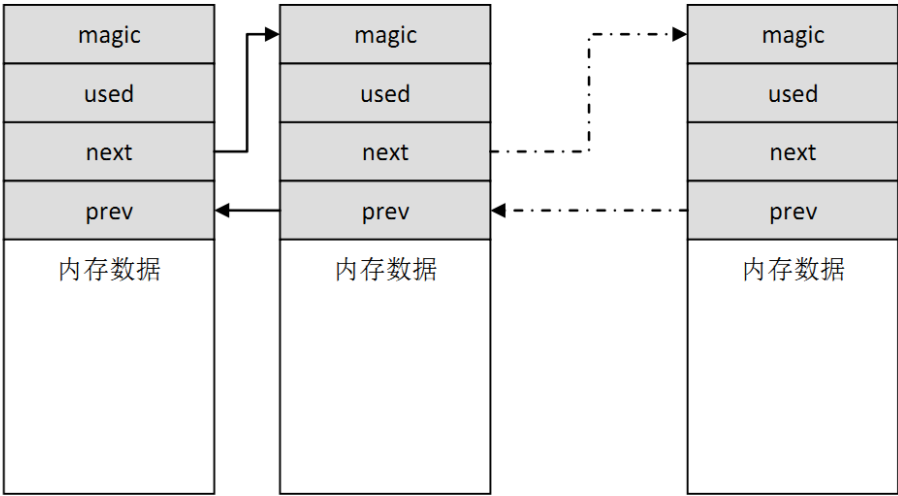 magic
used
next
prev
内存数据
magic
used
next
prev
内存数据
magic
used
next
prev
内存数据